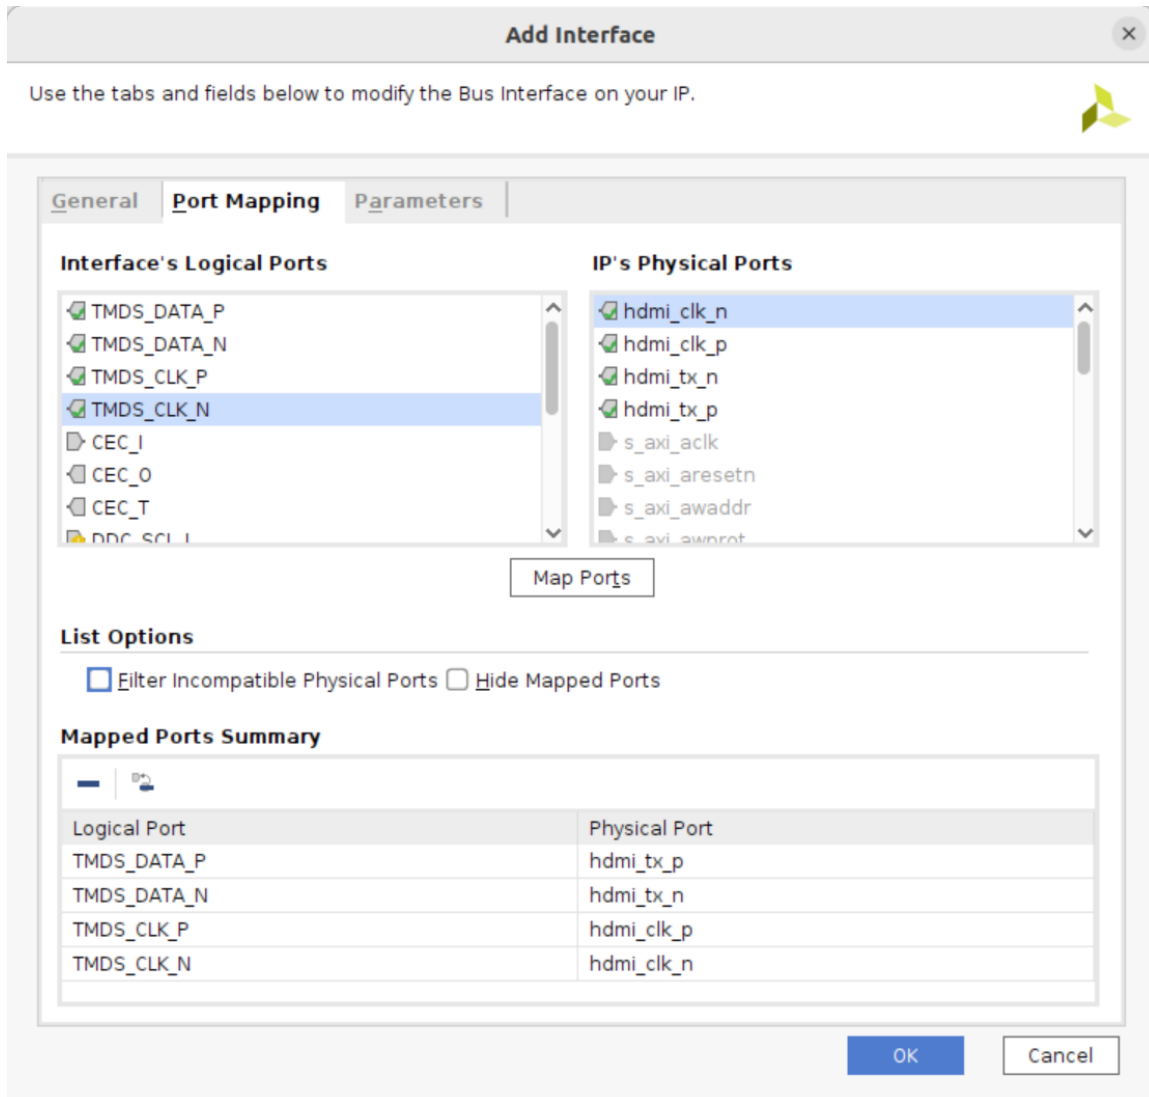 Add Interface
Use the tabs and fields below to modify the Bus Interface on your IP.
General Port Mapping Parameters
Interface's Logical Ports
TMDS_DATA_P
TMDS_DATA_N
TMDS_CLK_P
TMDS_CLK_N
CEC_I
CEC_O
CEC_T
DDC_SCL_I
IP's Physical Ports
hdmi_clk_n
hdmi_clk_p
hdmi_tx_n
hdmi_tx_p
s_axi_aclk
s_axi_aresetn
s_axi_awaddr
s_axi_awprot
Map Ports
List Options
Filter Incompatible Physical Ports Hide Mapped Ports
Mapped Ports Summary
Logical Port Physical Port
TMDS_DATA_P hdmi_tx_p
TMDS_DATA_N hdmi_tx_n
TMDS_CLK_P hdmi_clk_p
TMDS_CLK_N hdmi_clk_n
OK Cancel